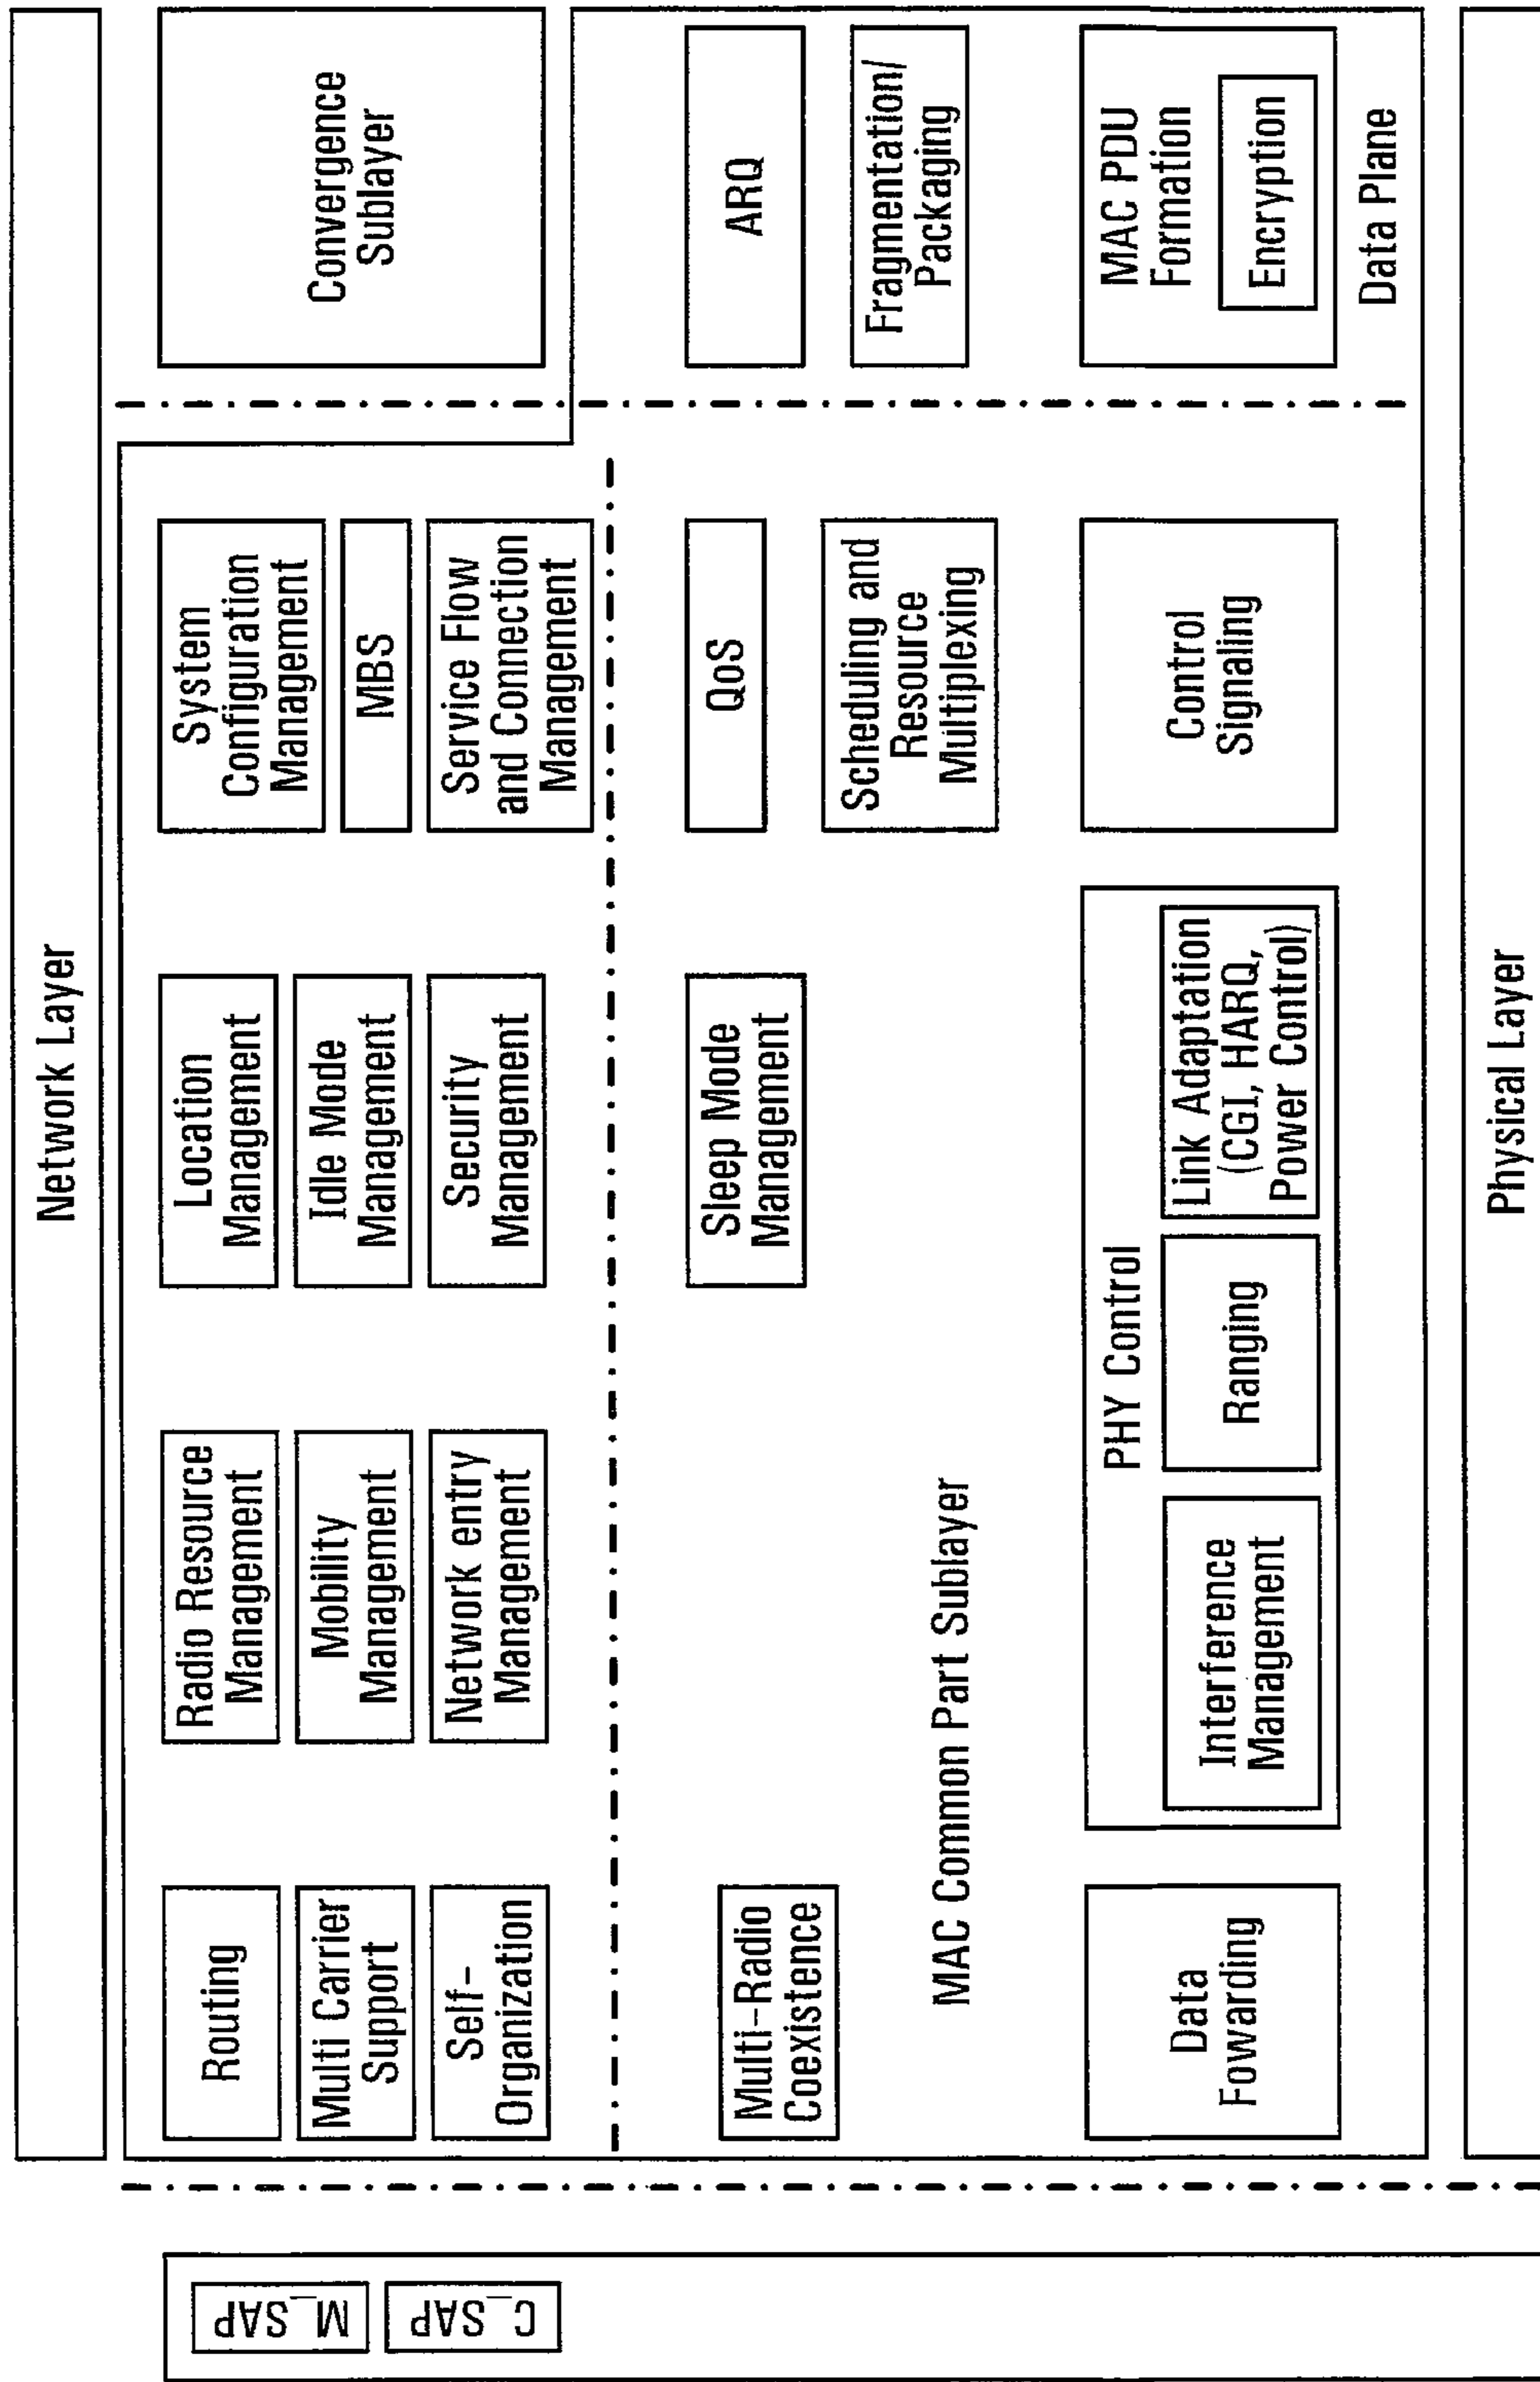 Network Layer
M_SAP
C_SAP
Routing
Multi Carrier
Support
Self-
Organization
Radio Resource
Management
Mobility
Management
Network entry
Management
Location
Management
Idle Mode
Management
Security
Management
System
Configuration
Management
MBS
Service Flow
and Connection
Management
Convergence
Sublayer
Multi-Radio
Coexistence
Sleep Mode
Management
QoS
Scheduling and
Resource
Multiplexing
ARQ
Fragmentation/
Packaging
MAC Common Part Sublayer
Data
Fowarding
PHY Control
Interference
Management
Ranging
Link Adaptation
(CGI, HARQ,
Power Control)
Control
Signaling
MAC PDU
Formation
Encryption
Data Plane
Physical Layer